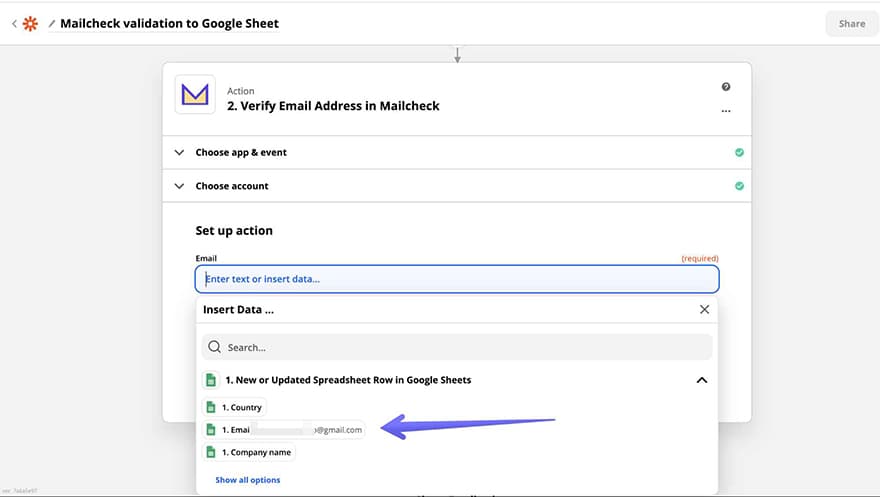 Mailcheck validation to Google Sheet
Share
Action
2. Verify Email Address in Mailcheck
...
Choose app & event
Choose account
Set up action
Email (required)
Enter text or insert data...
Insert Data ...
Search...
1. New or Updated Spreadsheet Row in Google Sheets
1. Country
1. Emai @gmail.com
1. Company name
Show all options